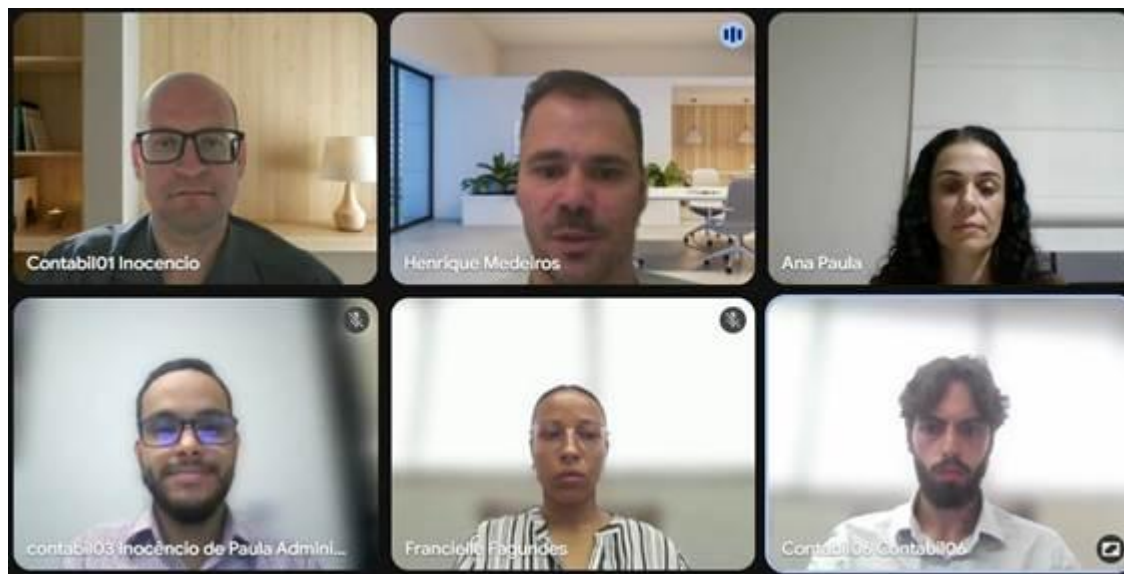 Contabil01 Inocencio
Henrique Medeiros
Ana Paula
contabil03 Inocêncio de Paula Admini...
Francielle Fagundes
Contabil06 Contabil06